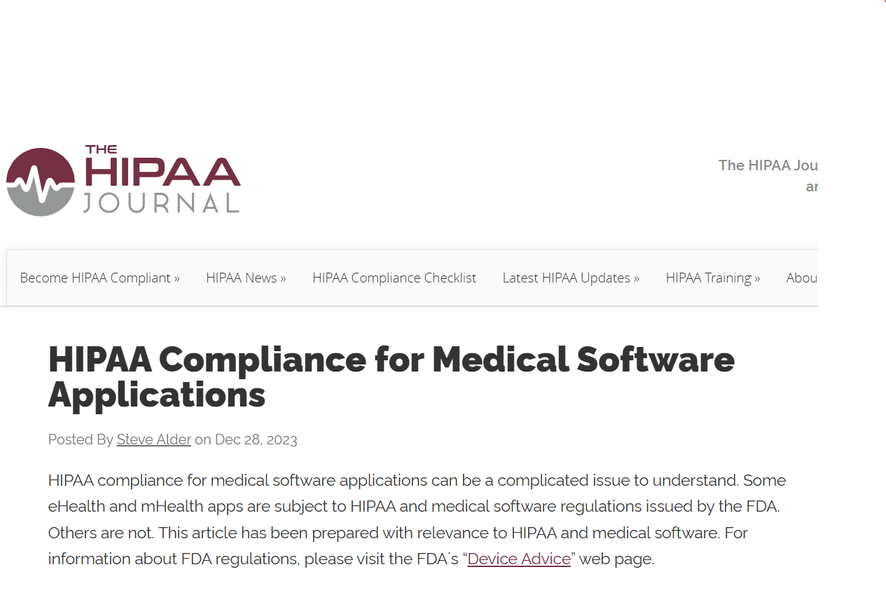 THE
HIPAA
JOURNAL
The HIPAA Jou
Become HIPAA Compliant »
HIPAA News »
HIPAA Compliance Checklist
Latest HIPAA Updates »
HIPAA Training »
HIPAA Compliance for Medical Software
Applications
Posted By Steve Alder on Dec 28, 2023
HIPAA compliance for medical software applications can be a complicated issue to understand. Some
eHealth and mHealth apps are subject to HIPAA and medical software regulations issued by the FDA.
Others are not. This article has been prepared with relevance to HIPAA and medical software. For
information about FDA regulations, please visit the FDA´s “Device Advice” web page.